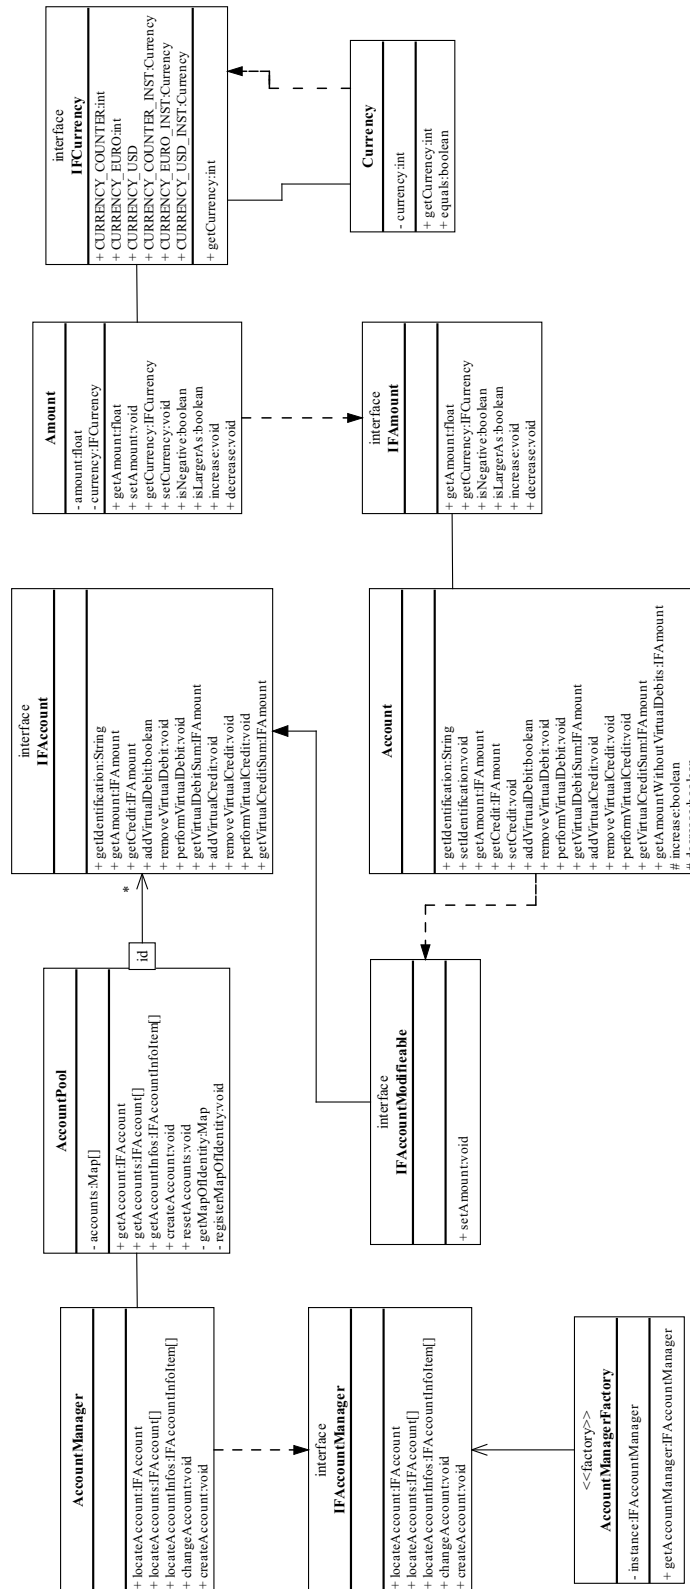 <<factory>>
AccountManagerFactory
- instance:IFAccountManager
+ getAccountManager:IFAccountManager
AccountManager
+ locateAccount:IFAccount
+ locateAccounts:IFAccount[]
+ locateAccountInfos:IFAccountInfoItem[]
+ changeAccount:void
+ createAccount:void
interface
IFAccountManager
+ locateAccount:IFAccount
+ locateAccounts:IFAccount[]
+ locateAccountInfos:IFAccountInfoItem[]
+ changeAccount:void
+ createAccount:void
AccountPool
- accounts:Map[]
+ getAccount:IFAccount
+ getAccounts:IFAccount[]
+ getAccountInfos:IFAccountInfoItem[]
+ createAccount:void
+ resetAccounts:void
- getMapOfIdentity:Map
- registerMapOfIdentity:void
id
*
interface
IFAccountModifieable
+ setAmount:void
interface
IFAccount
+ getIdentification:String
+ getAmount:IFAmount
+ getCredit:IFAmount
+ addVirtualDebit:boolean
+ removeVirtualDebit:void
+ performVirtualDebit:void
+ getVirtualDebitSum:IFAmount
+ addVirtualCredit:void
+ removeVirtualCredit:void
+ performVirtualCredit:void
+ getVirtualCreditSum:IFAmount
Account
+ getIdentification:String
+ setIdentification:void
+ getAmount:IFAmount
+ getCredit:IFAmount
+ setCredit:void
+ addVirtualDebit:boolean
+ removeVirtualDebit:void
+ performVirtualDebit:void
+ getVirtualDebitSum:IFAmount
+ addVirtualCredit:void
+ removeVirtualCredit:void
+ performVirtualCredit:void
+ getVirtualCreditSum:IFAmount
+ getAmountWithoutVirtualDebits:IFAmount
# increase:boolean
Amount
- amount:float
- currency:IFCurrency
+ getAmount:float
+ setAmount:void
+ getCurrency:IFCurrency
+ setCurrency:void
+ isNegative:boolean
+ isLargerAs:boolean
+ increase:void
+ decrease:void
interface
IFAmount
+ getAmount:float
+ getCurrency:IFCurrency
+ isNegative:boolean
+ isLargerAs:boolean
+ increase:void
+ decrease:void
interface
IFCurrency
+ CURRENCY_COUNTER:int
+ CURRENCY_EURO:int
+ CURRENCY_USD
+ CURRENCY_COUNTER_INST:Currency
+ CURRENCY_EURO_INST:Currency
+ CURRENCY_USD_INST:Currency
+ getCurrency:int
Currency
- currency:int
+ getCurrency:int
+ equals:boolean